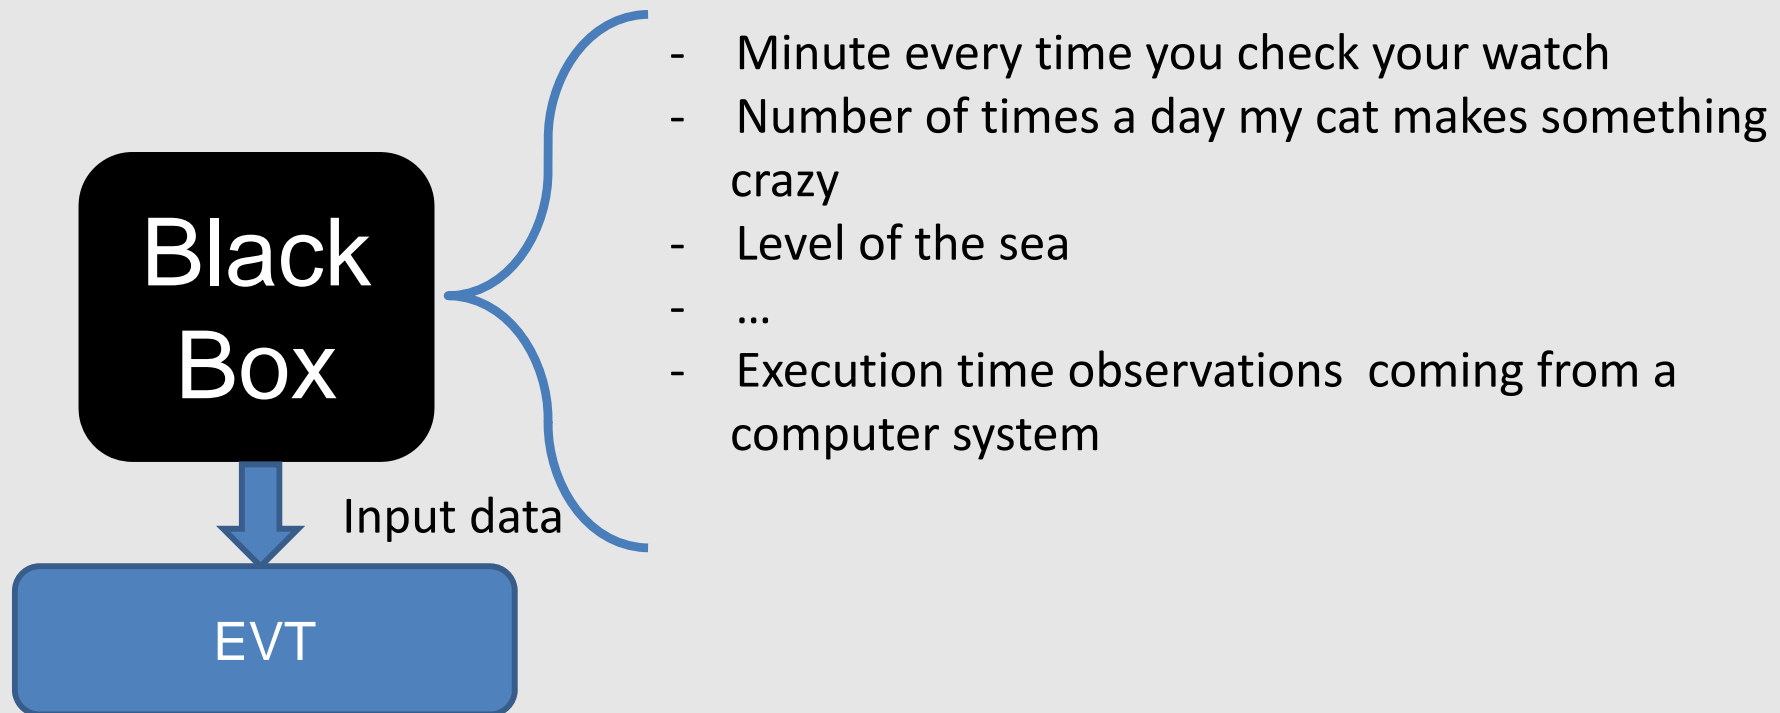 Black
Box
- Minute every time you check your watch
- Number of times a day my cat makes something
crazy
- Level of the sea
- ...
- Execution time observations coming from a
computer system
Input data
EVT